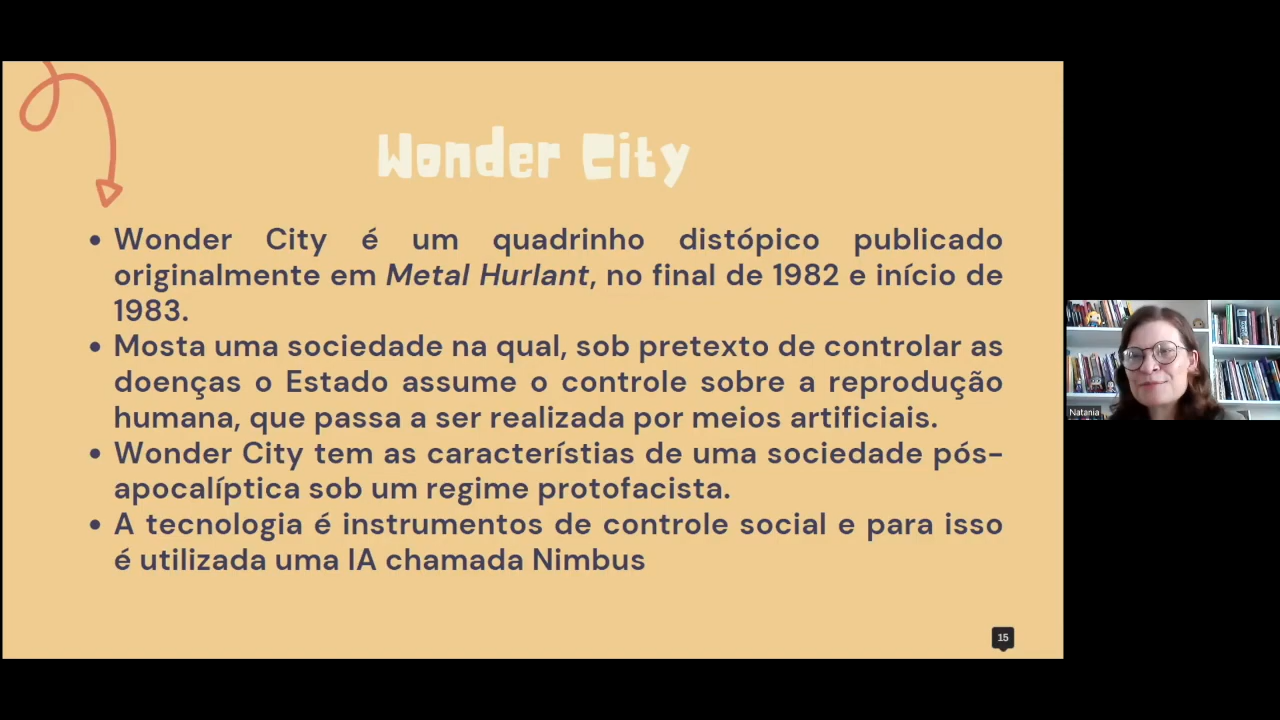 Wonder City
• Wonder City é um quadrinho distópico publicado
originalmente em Metal Hurlant, no final de 1982 e início de
1983.
• Mosta uma sociedade na qual, sob pretexto de controlar as
doenças o Estado assume o controle sobre a reprodução
humana, que passa a ser realizada por meios artificiais.
• Wonder City tem as característias de uma sociedade pós-
apocalíptica sob um regime protofacista.
• A tecnologia é instrumentos de controle social e para isso
é utilizada uma IA chamada Nimbus
15
Natania